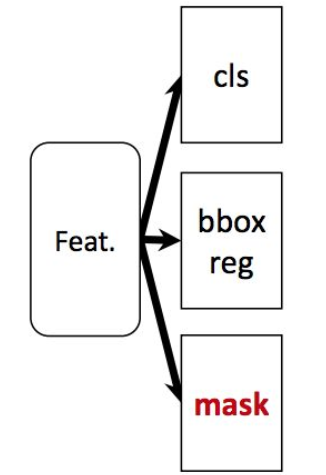 cls
Feat.
bbox
reg
mask